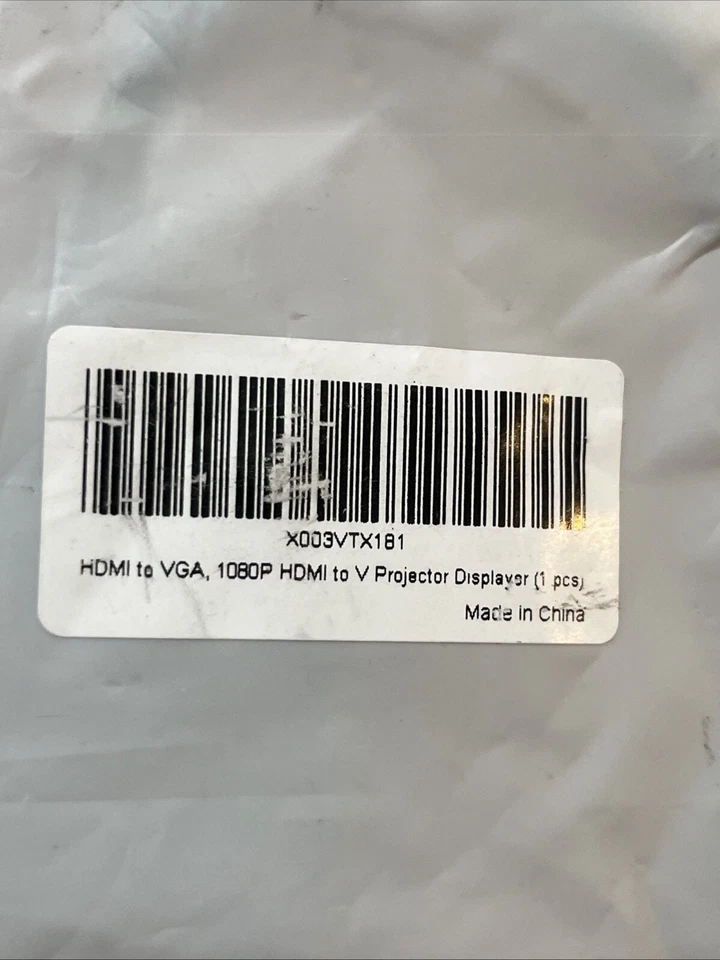 X003VTX181
HDMI to VGA, 1080P HDMI to V Projector Displayer (1 pcs)
Made in China